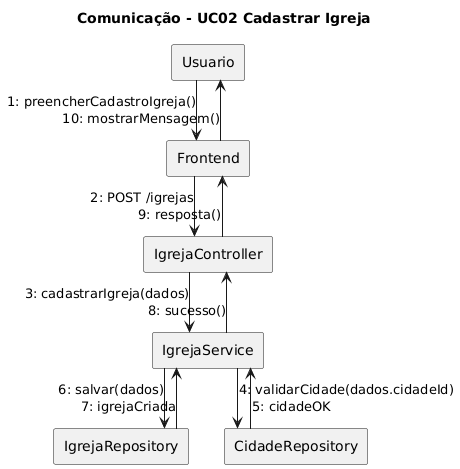 Comunicação - UC02 Cadastrar Igreja
Usuario
1: preencherCadastroIgreja()
10: mostrarMensagem()
Frontend
2: POST /igrejas
9: resposta()
IgrejaController
3: cadastrarIgreja(dados)
8: sucesso()
IgrejaService
6: salvar(dados)
4: validarCidade(dados.cidadeId)
7: igrejaCriada
5: cidadeOK
IgrejaRepository
CidadeRepository